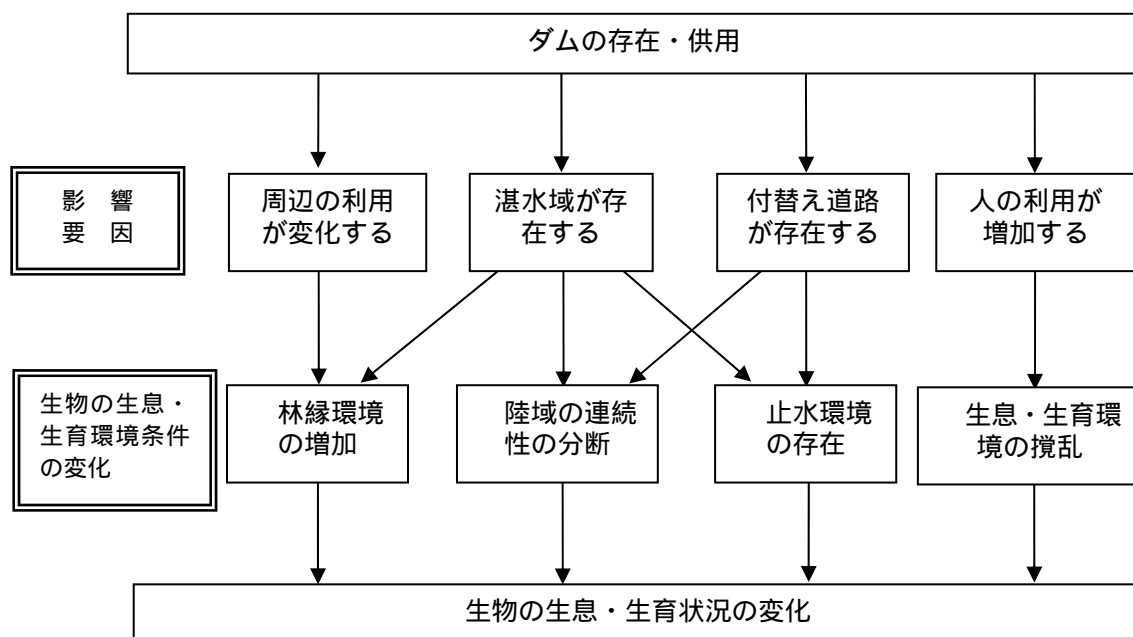 ダムの存在・供用
影 響
要 因
周辺の利用
が変化する
湛水域が存
在する
付替え道路
が存在する
人の利用が
増加する
生物の生息・
生育環境条件
の変化
林縁環境
の増加
陸域の連続
性の分断
止水環境
の存在
生息・生育環
境の撹乱
生物の生息・生育状況の変化